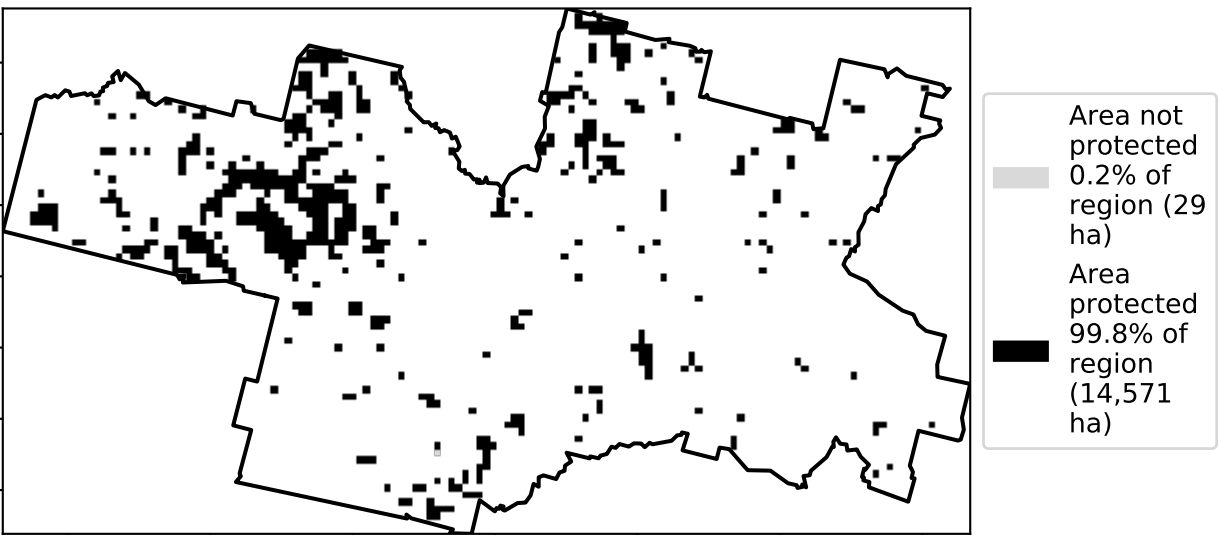 Area not
protected
0.2% of
region (29
ha)
Area
protected
99.8% of
region
(14,571
ha)